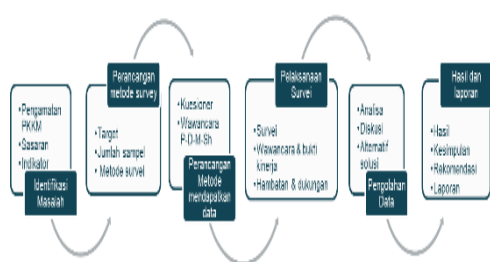 •Pengamalan
PKKM
•Sasaran
•Indikator
Identifikasi
Masalah
Perancangan
metode survey
•Target
•Jumlah sampel
•Metode survei
•Kuesioner
•Wawancara
P-D-M-Sh
Perancangan
Metode
mendapatkan
data
Pelaksanaan
Survei
•Survei
•Wawancara & bukti
kinerja
•Hambatan & dukungan
•Analisa
•Diskusi
•Alternatif
solusi
Pengolahan
Data
Hasil dan
laporan
•Hasil
•Kesimpulan
•Rekomendasi
•Laporan